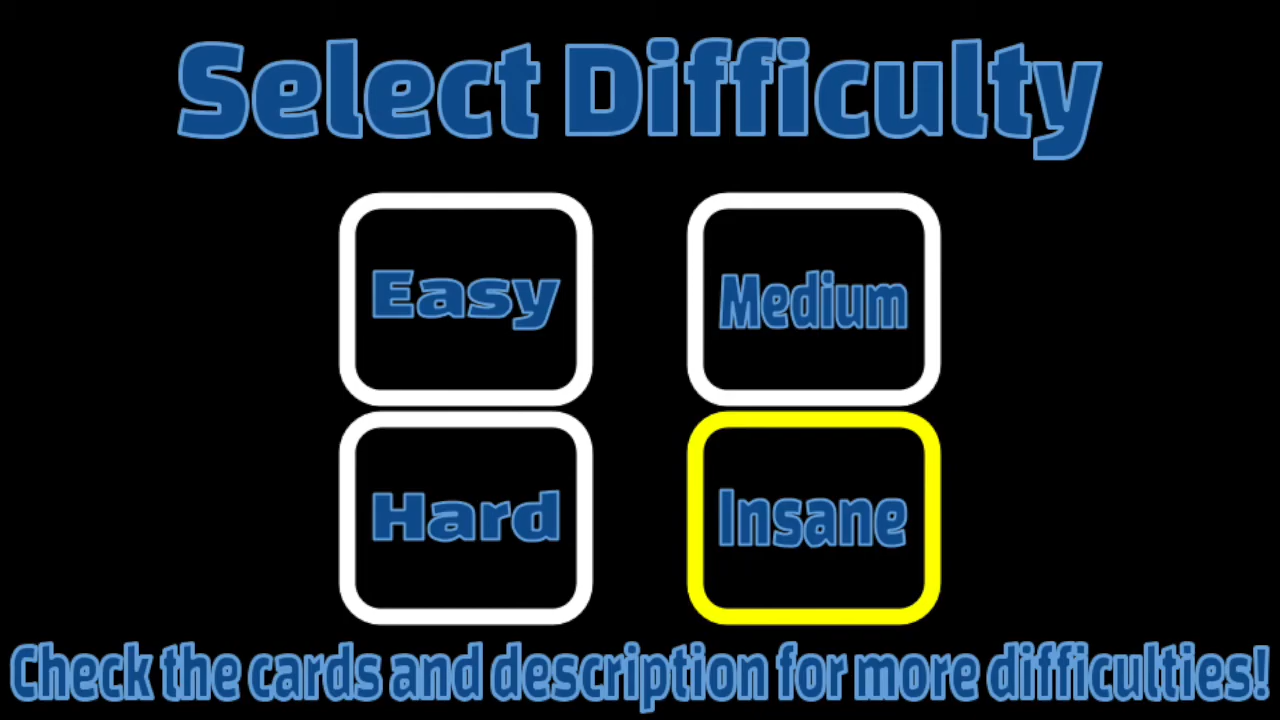 Select Difficulty
Easy
Medium
Hard
Insane
Check the cards and description for more difficulties!